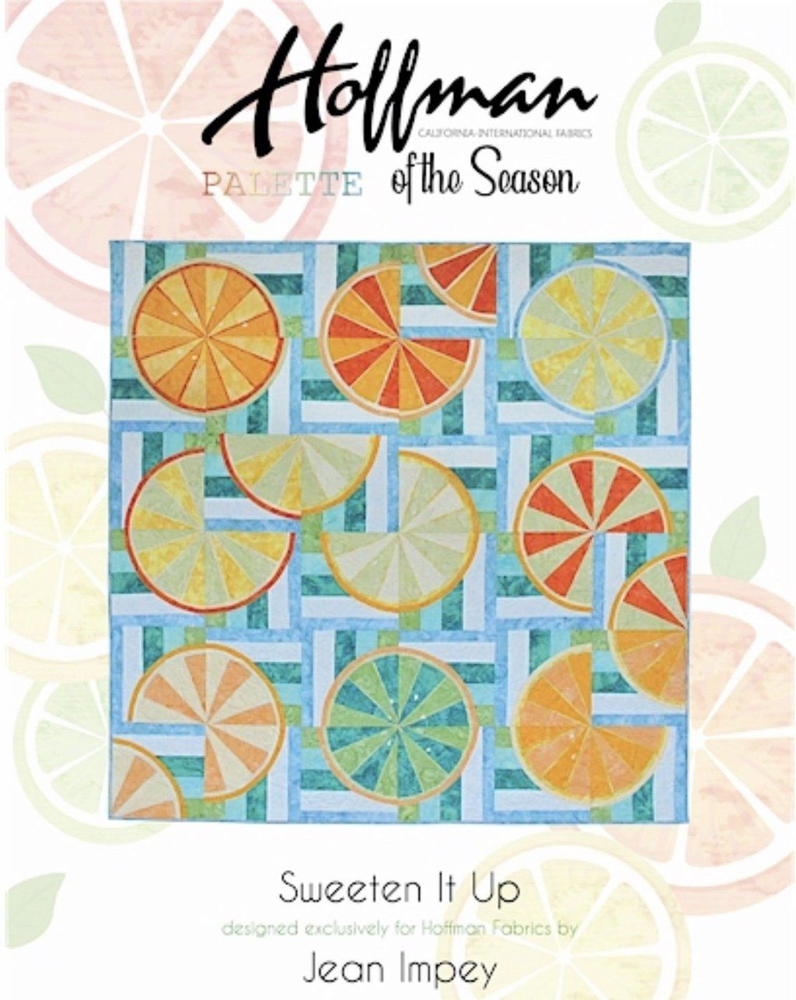 Hoffman
CALIFORNIA-INTERNATIONAL FABRICS
PALETTE of the Season
Sweeten It Up
designed exclusively for Hoffman Fabrics by
Jean Impey